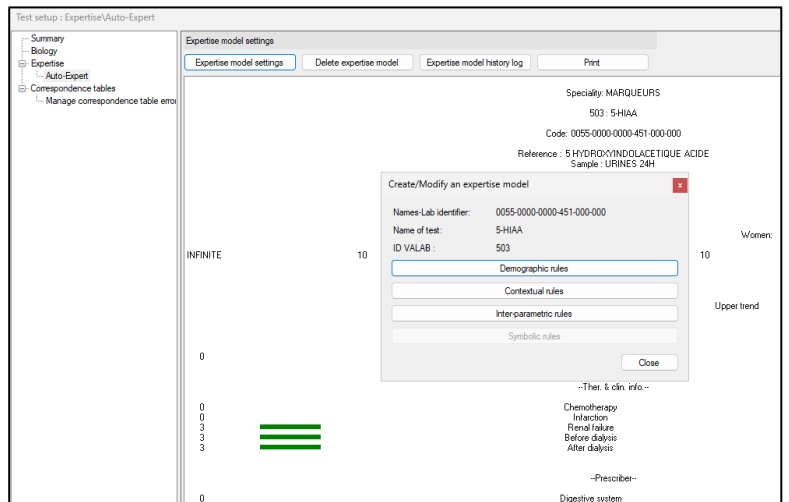 Test setup : Expertise\Auto-Expert
Summary
Biology
Expertise
Auto-Expert
Correspondence tables
Manage correspondence table erro
Expertise model settings
Expertise model settings Delete expertise model Expertise model history log Print
Speciality: MARQUEURS
503 : 5-HIAA
Code: 0055-0000-0000-451-000-000
Reference : 5 HYDROXYINDOLACETIQUE ACIDE
Sample : URINES 24H
Create/Modify an expertise model x
Names-Lab identifier: 0055-0000-0000-451-000-000
Name of test: 5-HIAA
ID VALAB : 503
Demographic rules
Contextual rules
Inter-parametric rules
Symbolic rules
Close
Women:
INFINITE 10 10
Upper trend
0
--Ther. & clin. info.--
0 Chemotherapy
0 Infarction
3 Renal failure
3 Before dialysis
3 After dialysis
--Prescriber--
0 Digestive system